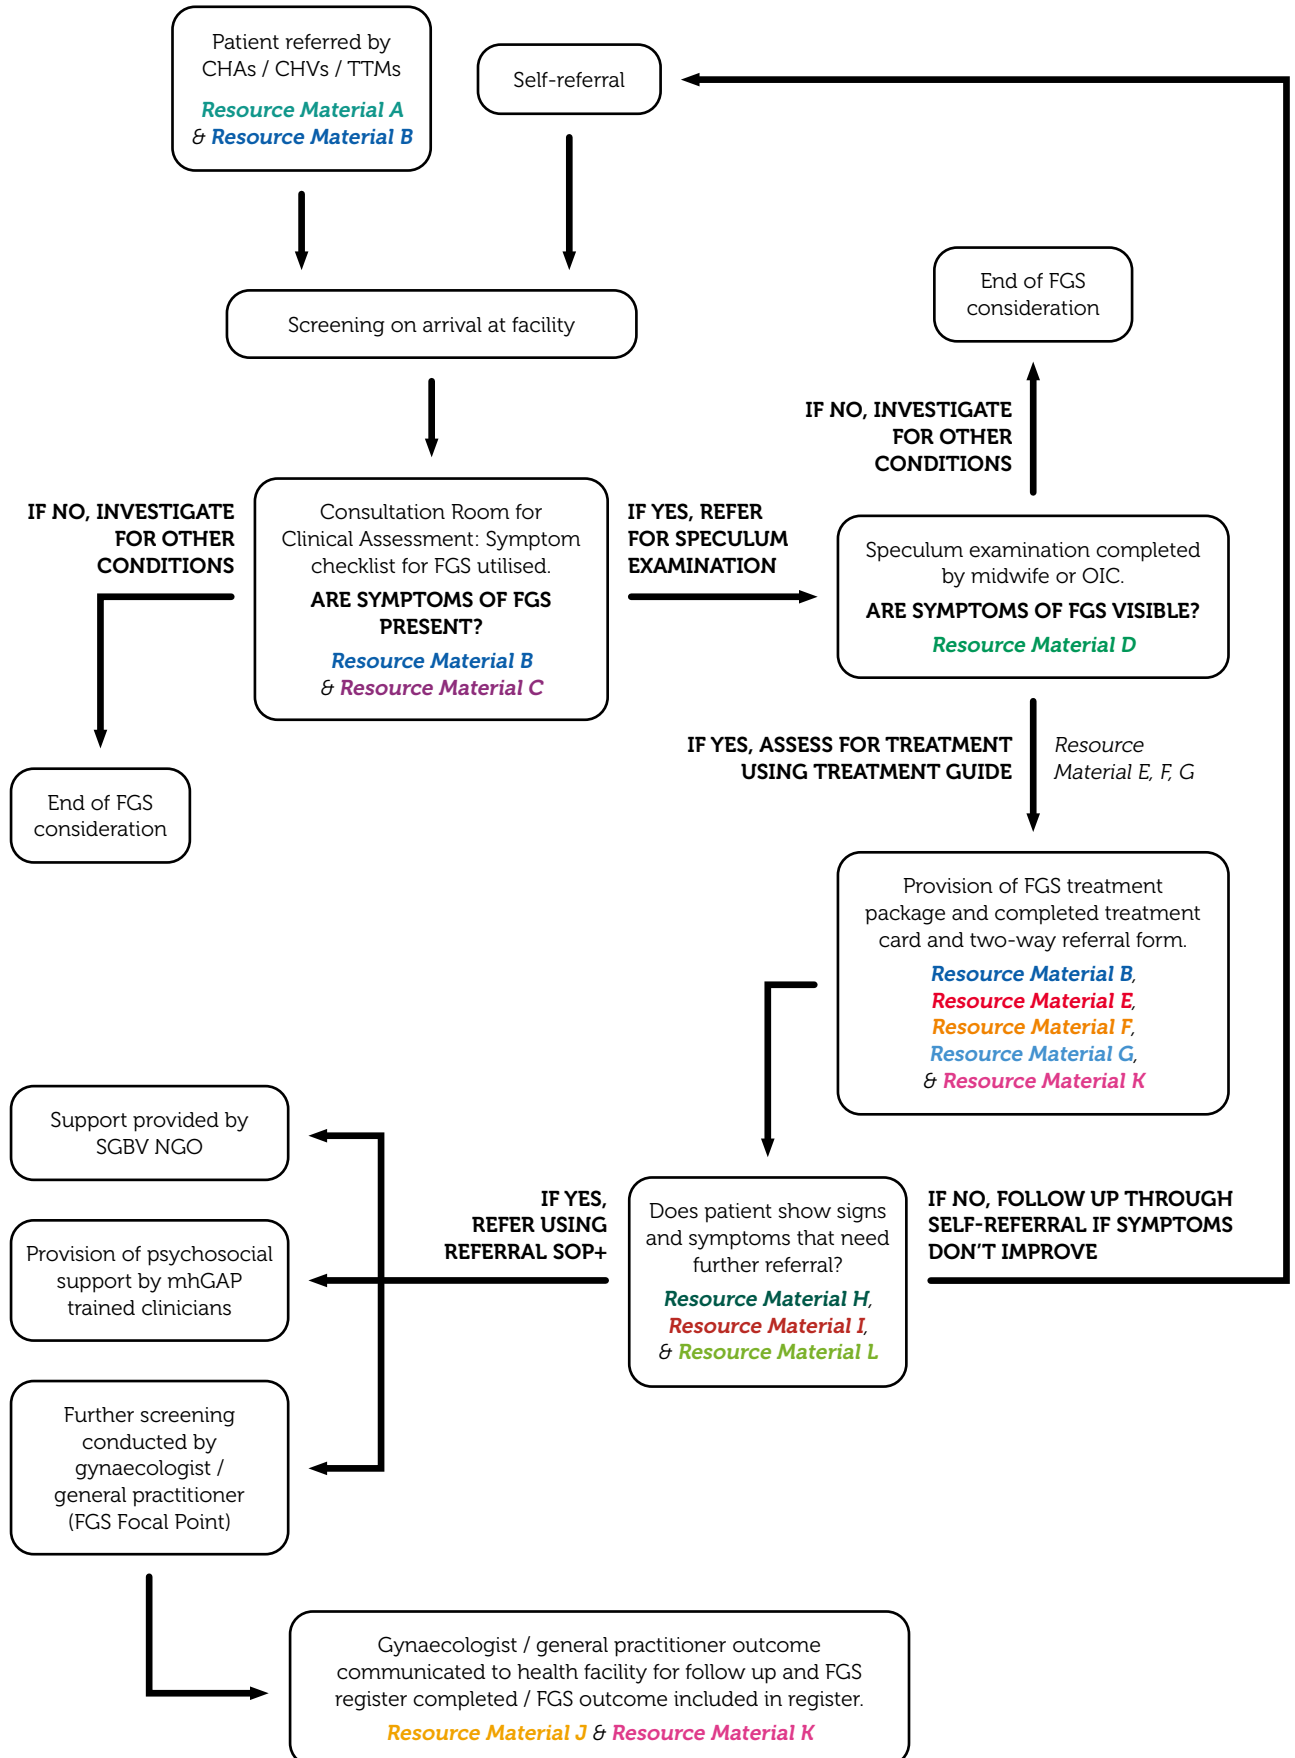 Patient referred by
CHAs / CHVs / TTMs
Resource Material A
& Resource Material B
Self-referral
Screening on arrival at facility
End of FGS
consideration
IF NO, INVESTIGATE
FOR OTHER
CONDITIONS
IF NO, INVESTIGATE
FOR OTHER
CONDITIONS
Consultation Room for
Clinical Assessment: Symptom
checklist for FGS utilised.
ARE SYMPTOMS OF FGS
PRESENT?
Resource Material B
& Resource Material C
IF YES, REFER
FOR SPECULUM
EXAMINATION
Speculum examination completed
by midwife or OIC.
ARE SYMPTOMS OF FGS VISIBLE?
Resource Material D
End of FGS
consideration
IF YES, ASSESS FOR TREATMENT
USING TREATMENT GUIDE
Resource
Material E, F, G
Provision of FGS treatment
package and completed treatment
card and two-way referral form.
Resource Material B,
Resource Material E,
Resource Material F,
Resource Material G,
& Resource Material K
Support provided by
SGBV NGO
Provision of psychosocial
support by mhGAP
trained clinicians
Further screening
conducted by
gynaecologist /
general practitioner
(FGS Focal Point)
IF YES,
REFER USING
REFERRAL SOP+
Does patient show signs
and symptoms that need
further referral?
Resource Material H,
Resource Material I,
& Resource Material L
IF NO, FOLLOW UP THROUGH
SELF-REFERRAL IF SYMPTOMS
DON'T IMPROVE
Gynaecologist / general practitioner outcome
communicated to health facility for follow up and FGS
register completed / FGS outcome included in register.
Resource Material J & Resource Material K